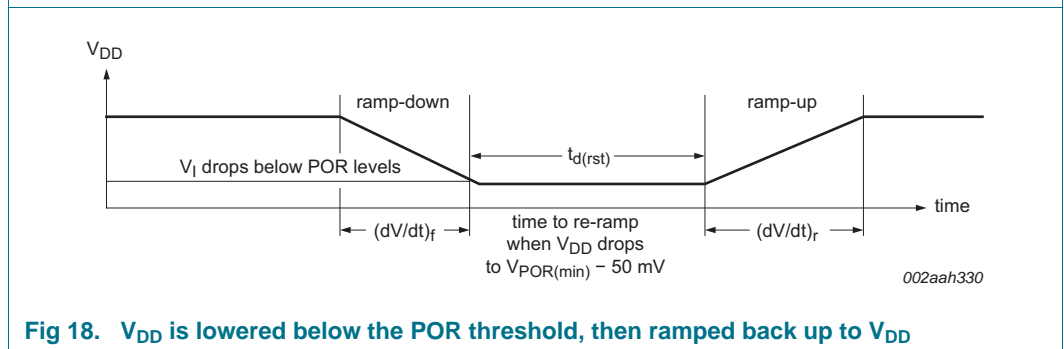 VDD
ramp-down
ramp-up
td(rst)
VI drops below POR levels
time
(dV/dt)f
time to re-ramp
when VDD drops
to VPOR(min) − 50 mV
(dV/dt)r
002aah330
Fig 18. VDD is lowered below the POR threshold, then ramped back up to VDD